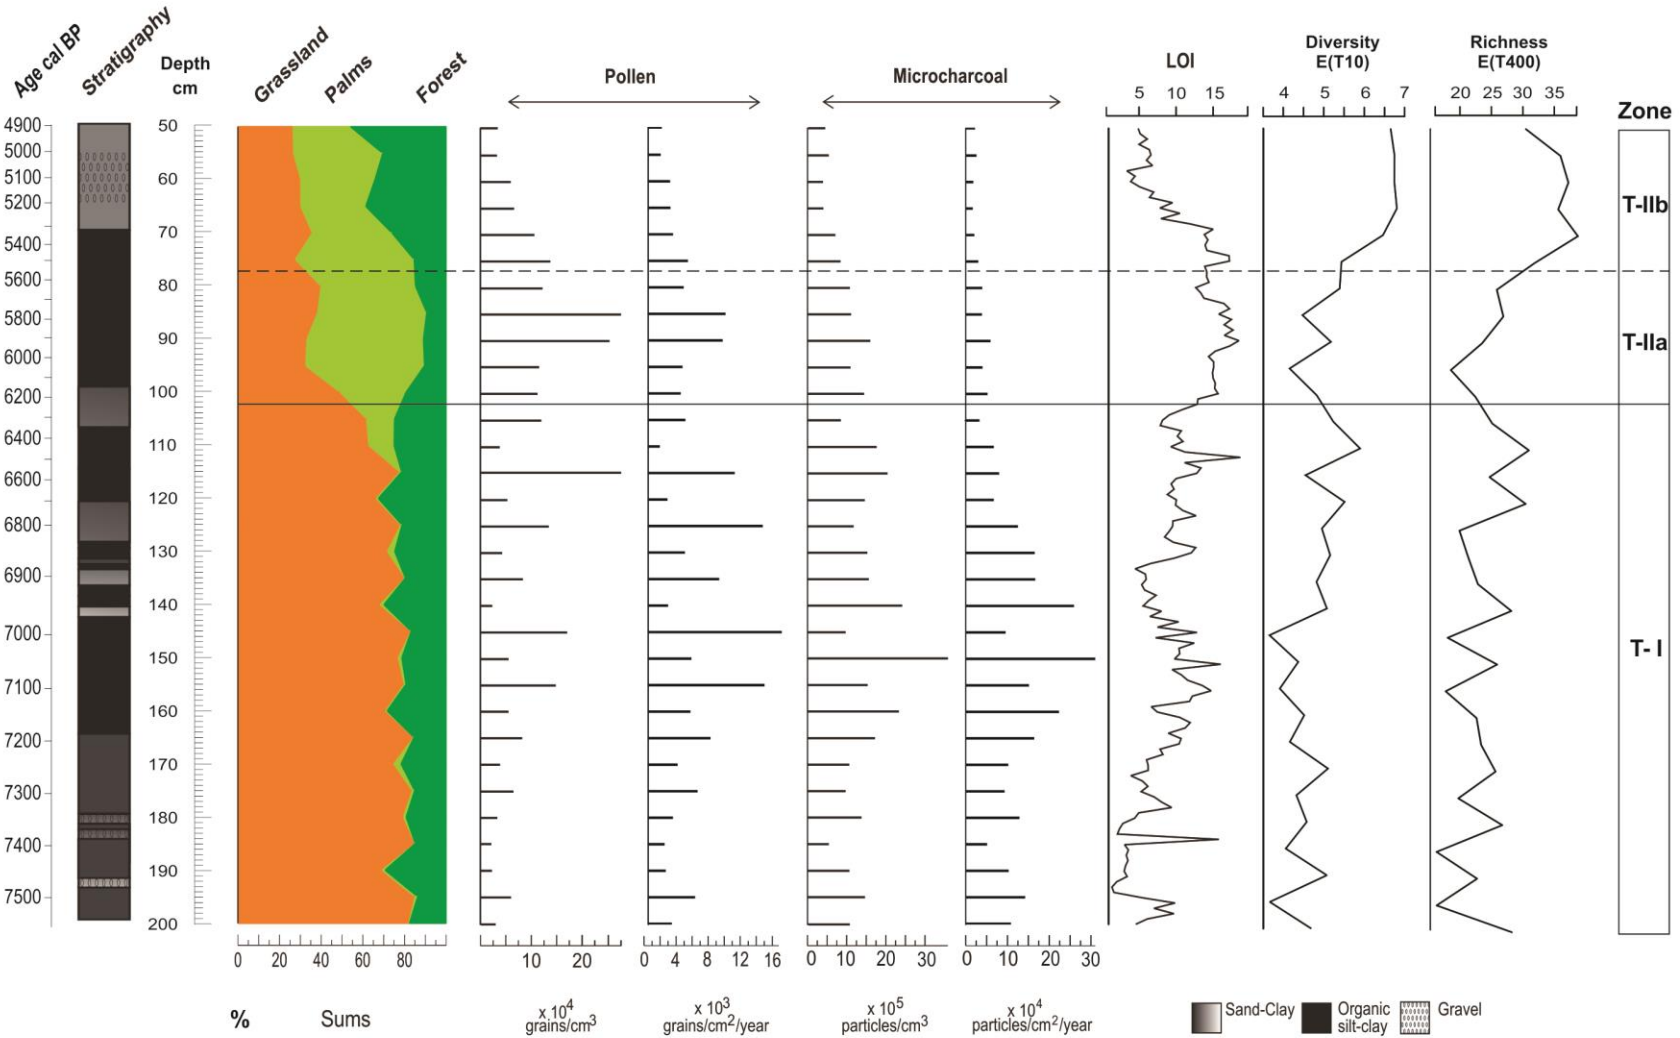 Age cal BP
Stratigraphy
Depth
cm
Grassland
Palms
Forest
Pollen
Microcharcoal
LOI
Diversity
E(T10)
Richness
E(T400)
Zone
5 10 15
4 5 6 7
20 25 30 35
4900
5000
5100
5200
5400
5600
5800
6000
6200
6400
6600
6800
6900
7000
7100
7200
7300
7400
7500
50
60
70
80
90
100
110
120
130
140
150
160
170
180
190
200
T-IIb
T-IIa
T- I
0 20 40 60 80
10 20
0 4 8 12 16
0 10 20 30
0 10 20 30
% Sums
x 10⁴
grains/cm³
x 10³
grains/cm²/year
x 10⁵
particles/cm³
x 10⁴
particles/cm²/year
Sand-Clay
Organic
silt-clay
Gravel